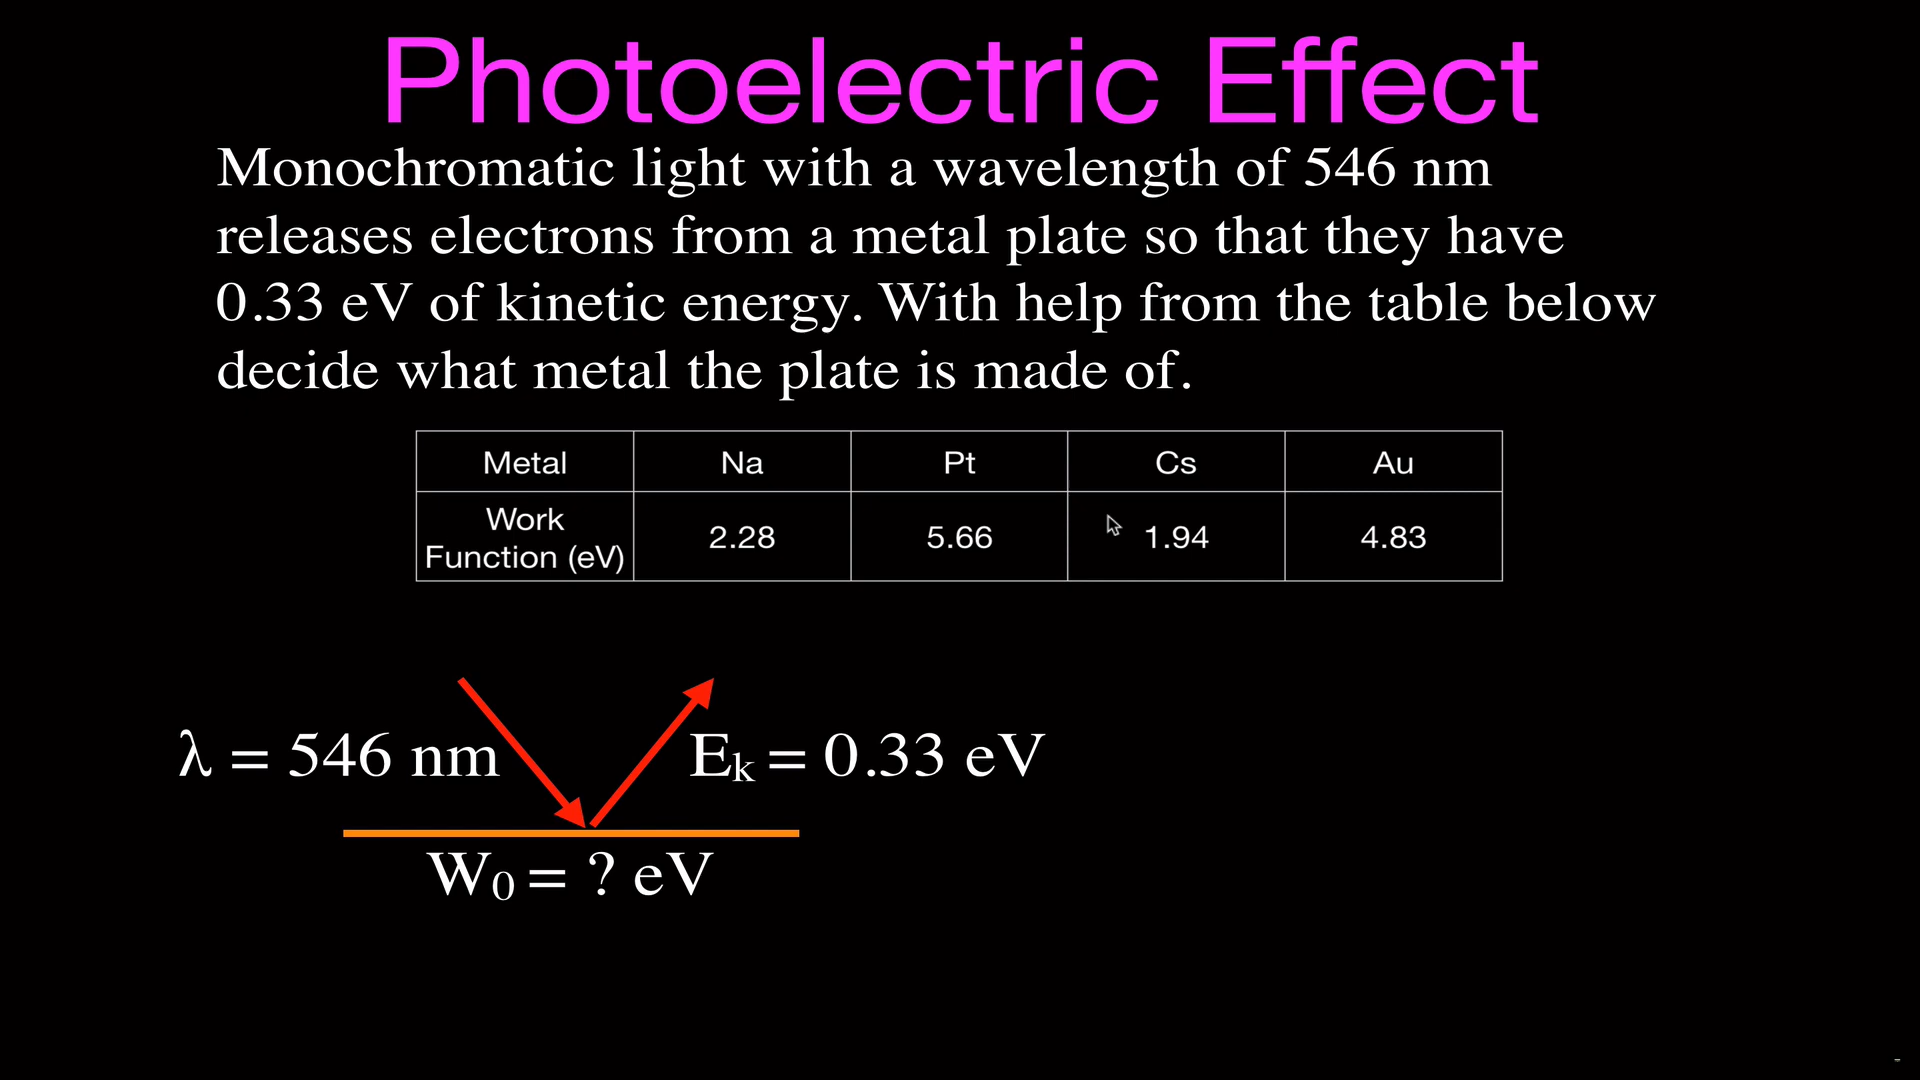 Photoelectric Effect
Monochromatic light with a wavelength of 546 nm
releases electrons from a metal plate so that they have
0.33 eV of kinetic energy. With help from the table below
decide what metal the plate is made of.
Metal Na Pt Cs Au
Work
Function (eV) 2.28 5.66 1.94 4.83
λ = 546 nm Eₖ = 0.33 eV
W₀ = ? eV